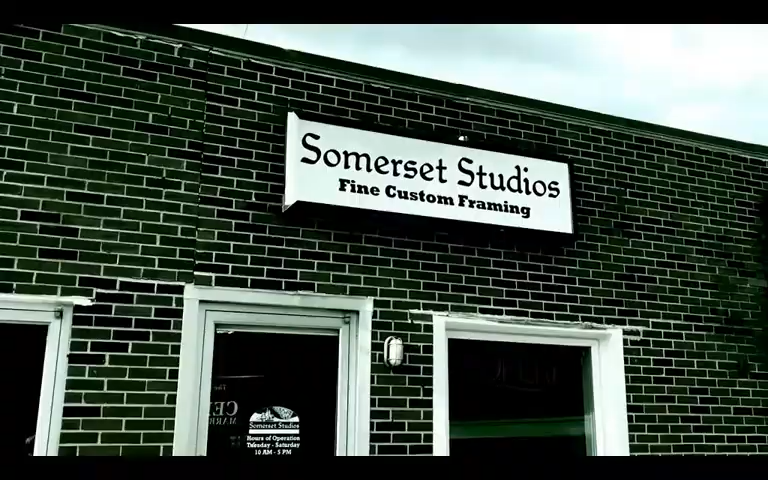 Somerset Studios
Fine Custom Framing
Somerset Studios
Hours of Operation
Tuesday - Saturday
10 AM - 5 PM